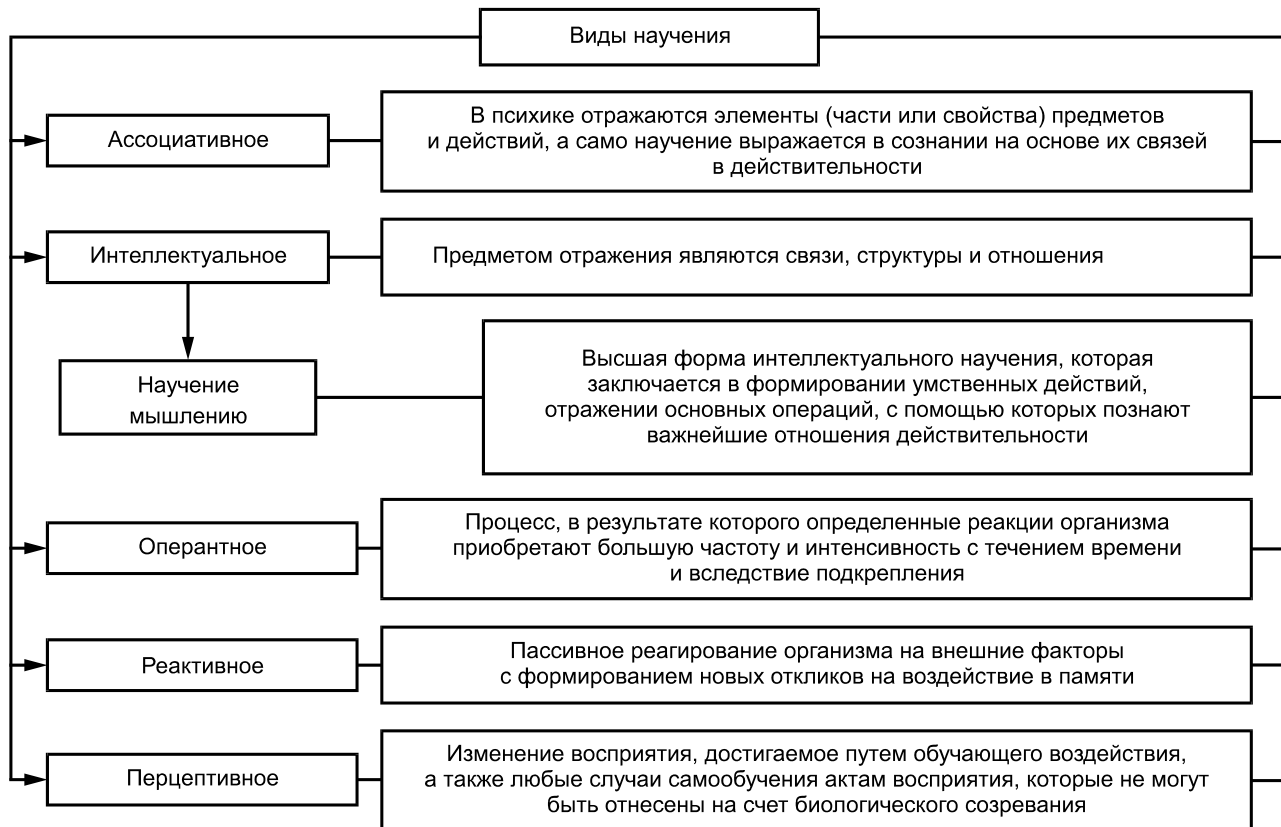 Виды научения
Ассоциативное
В психике отражаются элементы (части или свойства) предметов
и действий, а само научение выражается в сознании на основе их связей
в действительности
Интеллектуальное
Предметом отражения являются связи, структуры и отношения
Научение
мышлению
Высшая форма интеллектуального научения, которая
заключается в формировании умственных действий,
отражении основных операций, с помощью которых познают
важнейшие отношения действительности
Оперантное
Процесс, в результате которого определенные реакции организма
приобретают большую частоту и интенсивность с течением времени
и вследствие подкрепления
Реактивное
Пассивное реагирование организма на внешние факторы
с формированием новых откликов на воздействие в памяти
Перцептивное
Изменение восприятия, достигаемое путем обучающего воздействия,
а также любые случаи самообучения актам восприятия, которые не могут
быть отнесены на счет биологического созревания